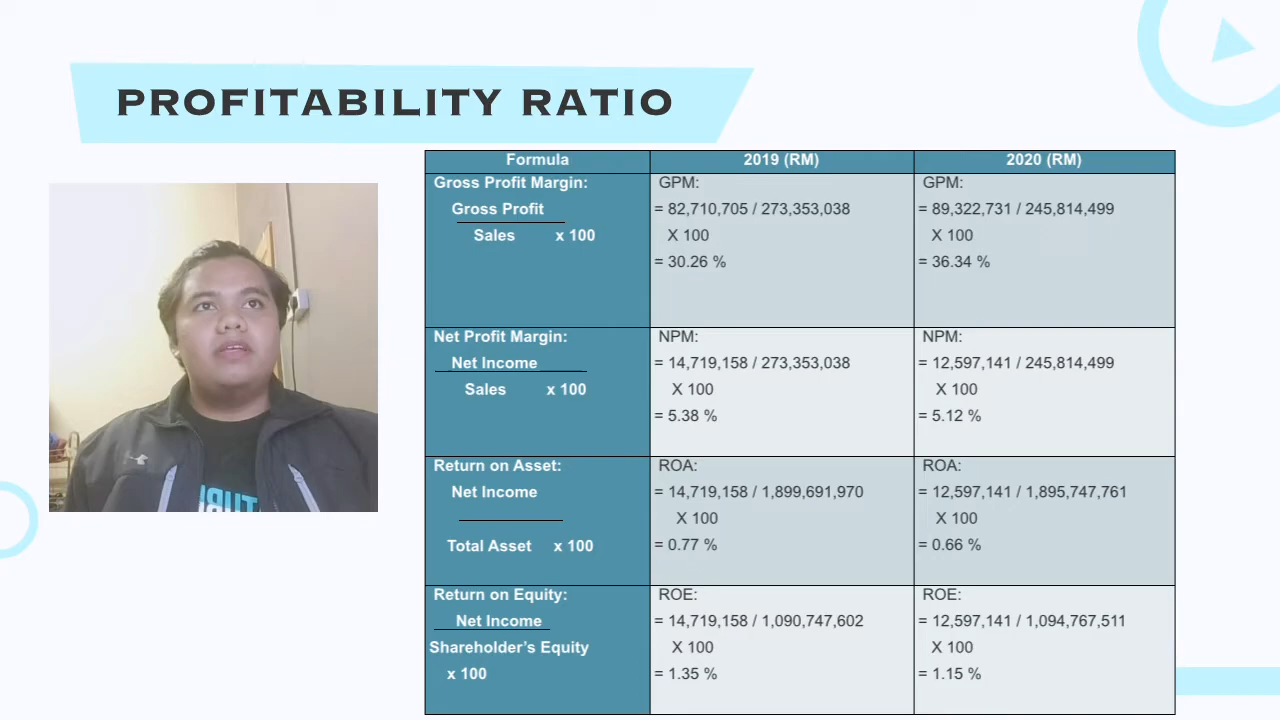 PROFITABILITY RATIO
Formula 2019 (RM) 2020 (RM)
Gross Profit Margin:
Gross Profit
Sales x 100
GPM:
= 82,710,705 / 273,353,038
X 100
= 30.26 %
GPM:
= 89,322,731 / 245,814,499
X 100
= 36.34 %
Net Profit Margin:
Net Income
Sales x 100
NPM:
= 14,719,158 / 273,353,038
X 100
= 5.38 %
NPM:
= 12,597,141 / 245,814,499
X 100
= 5.12 %
Return on Asset:
Net Income
Total Asset x 100
ROA:
= 14,719,158 / 1,899,691,970
X 100
= 0.77 %
ROA:
= 12,597,141 / 1,895,747,761
X 100
= 0.66 %
Return on Equity:
Net Income
Shareholder’s Equity
x 100
ROE:
= 14,719,158 / 1,090,747,602
X 100
= 1.35 %
ROE:
= 12,597,141 / 1,094,767,511
X 100
= 1.15 %